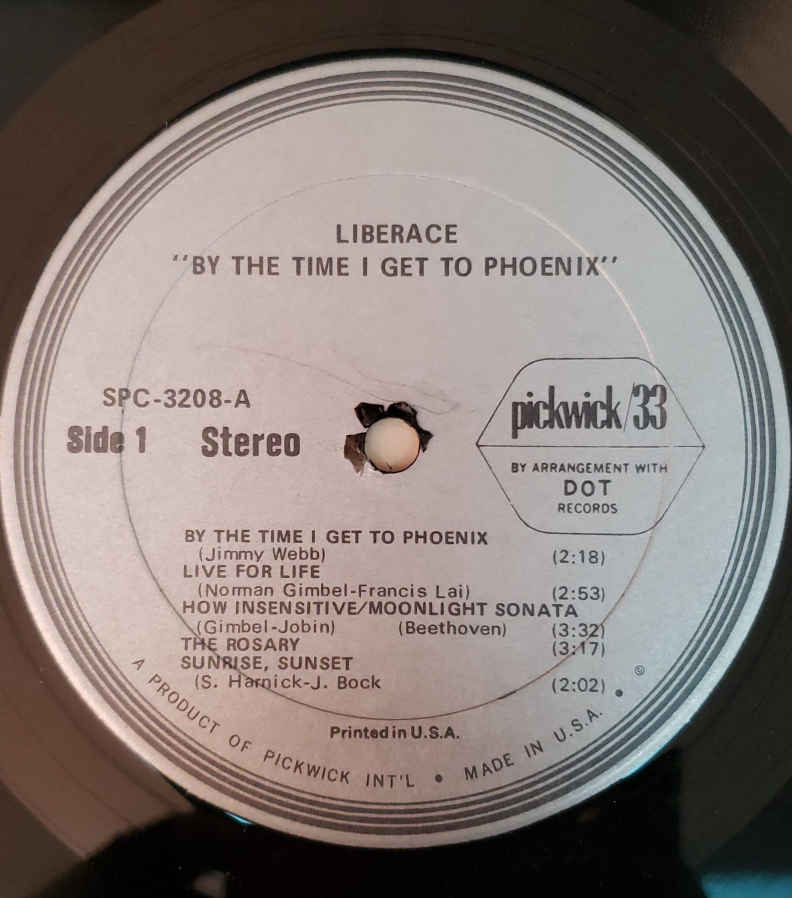 LIBERACE
"BY THE TIME I GET TO PHOENIX"
SPC-3208-A
Side 1 Stereo
pickwick/33
BY ARRANGEMENT WITH
DOT
RECORDS
BY THE TIME I GET TO PHOENIX
(Jimmy Webb) (2:18)
LIVE FOR LIFE
(Norman Gimbel-Francis Lai) (2:53)
HOW INSENSITIVE/MOONLIGHT SONATA
(Gimbel-Jobin) (Beethoven) (3:32)
THE ROSARY (3:17)
SUNRISE, SUNSET
(S. Harnick-J. Bock (2:02)
Printed in U.S.A.
A PRODUCT OF PICKWICK INT'L • MADE IN U.S.A. • ©